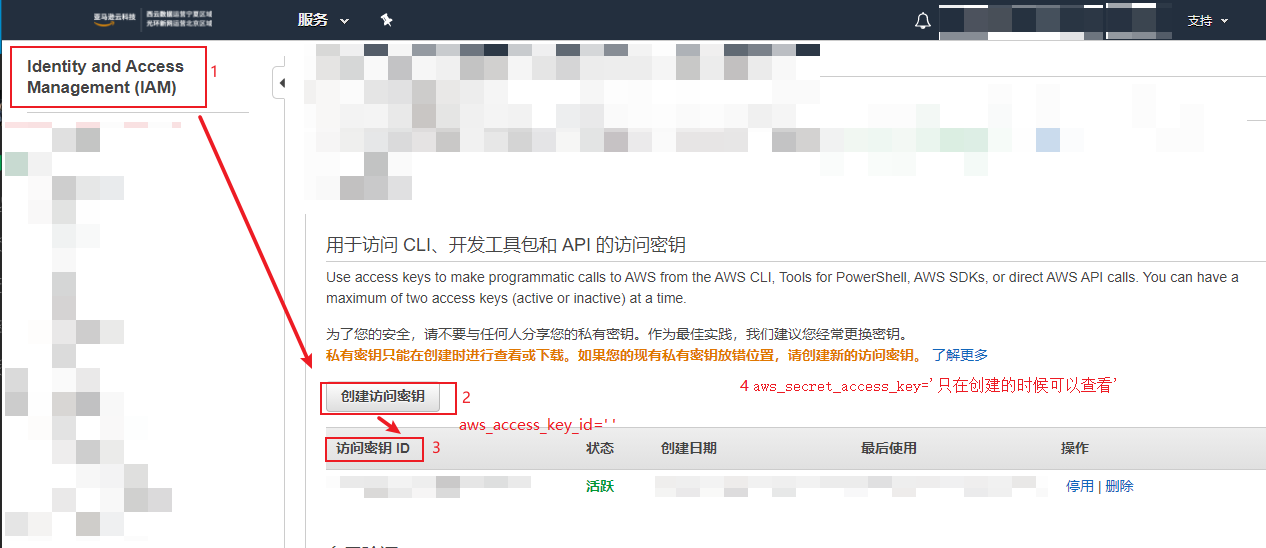 亚马逊云科技
西云数据运营宁夏区域
光环新网运营北京区域
服务
支持
Identity and Access
Management (IAM)
1
用于访问 CLI、开发工具包和 API 的访问密钥
Use access keys to make programmatic calls to AWS from the AWS CLI, Tools for PowerShell, AWS SDKs, or direct AWS API calls. You can have a
maximum of two access keys (active or inactive) at a time.
为了您的安全，请不要与任何人分享您的私有密钥。作为最佳实践，我们建议您经常更换密钥。
私有密钥只能在创建时进行查看或下载。如果您的现有私有密钥放错位置，请创建新的访问密钥。 了解更多
4 aws_secret_access_key='只在创建的时候可以查看'
创建访问密钥 2
aws_access_key_id=' '
访问密钥 ID 3 状态 创建日期 最后使用 操作
活跃 停用 | 删除